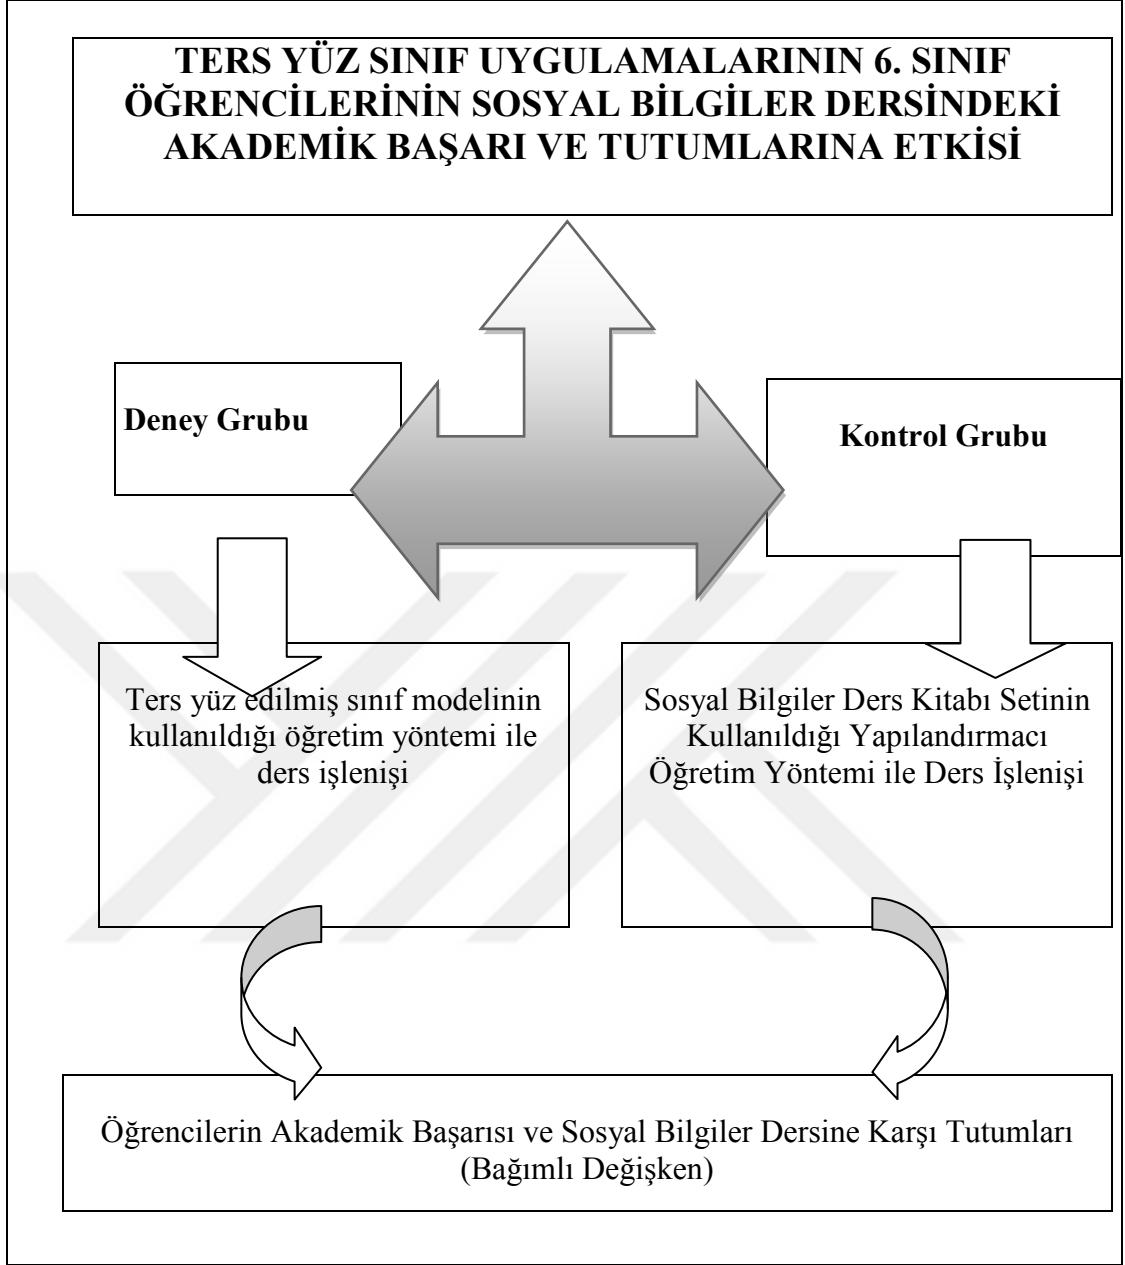 TERS YÜZ SINIF UYGULAMALARININ 6. SINIF
ÖĞRENCİLERİNİN SOSYAL BİLGİLER DERSİNDEKİ
AKADEMİK BAŞARI VE TUTUMLARINA ETKİSİ
Deney Grubu
Kontrol Grubu
Ters yüz edilmiş sınıf modelinin
kullanıldığı öğretim yöntemi ile
ders işlenişi
Sosyal Bilgiler Ders Kitabı Setinin
Kullanıldığı Yapılandırmacı
Öğretim Yöntemi ile Ders İşlenişi
Öğrencilerin Akademik Başarısı ve Sosyal Bilgiler Dersine Karşı Tutumları
(Bağımlı Değişken)